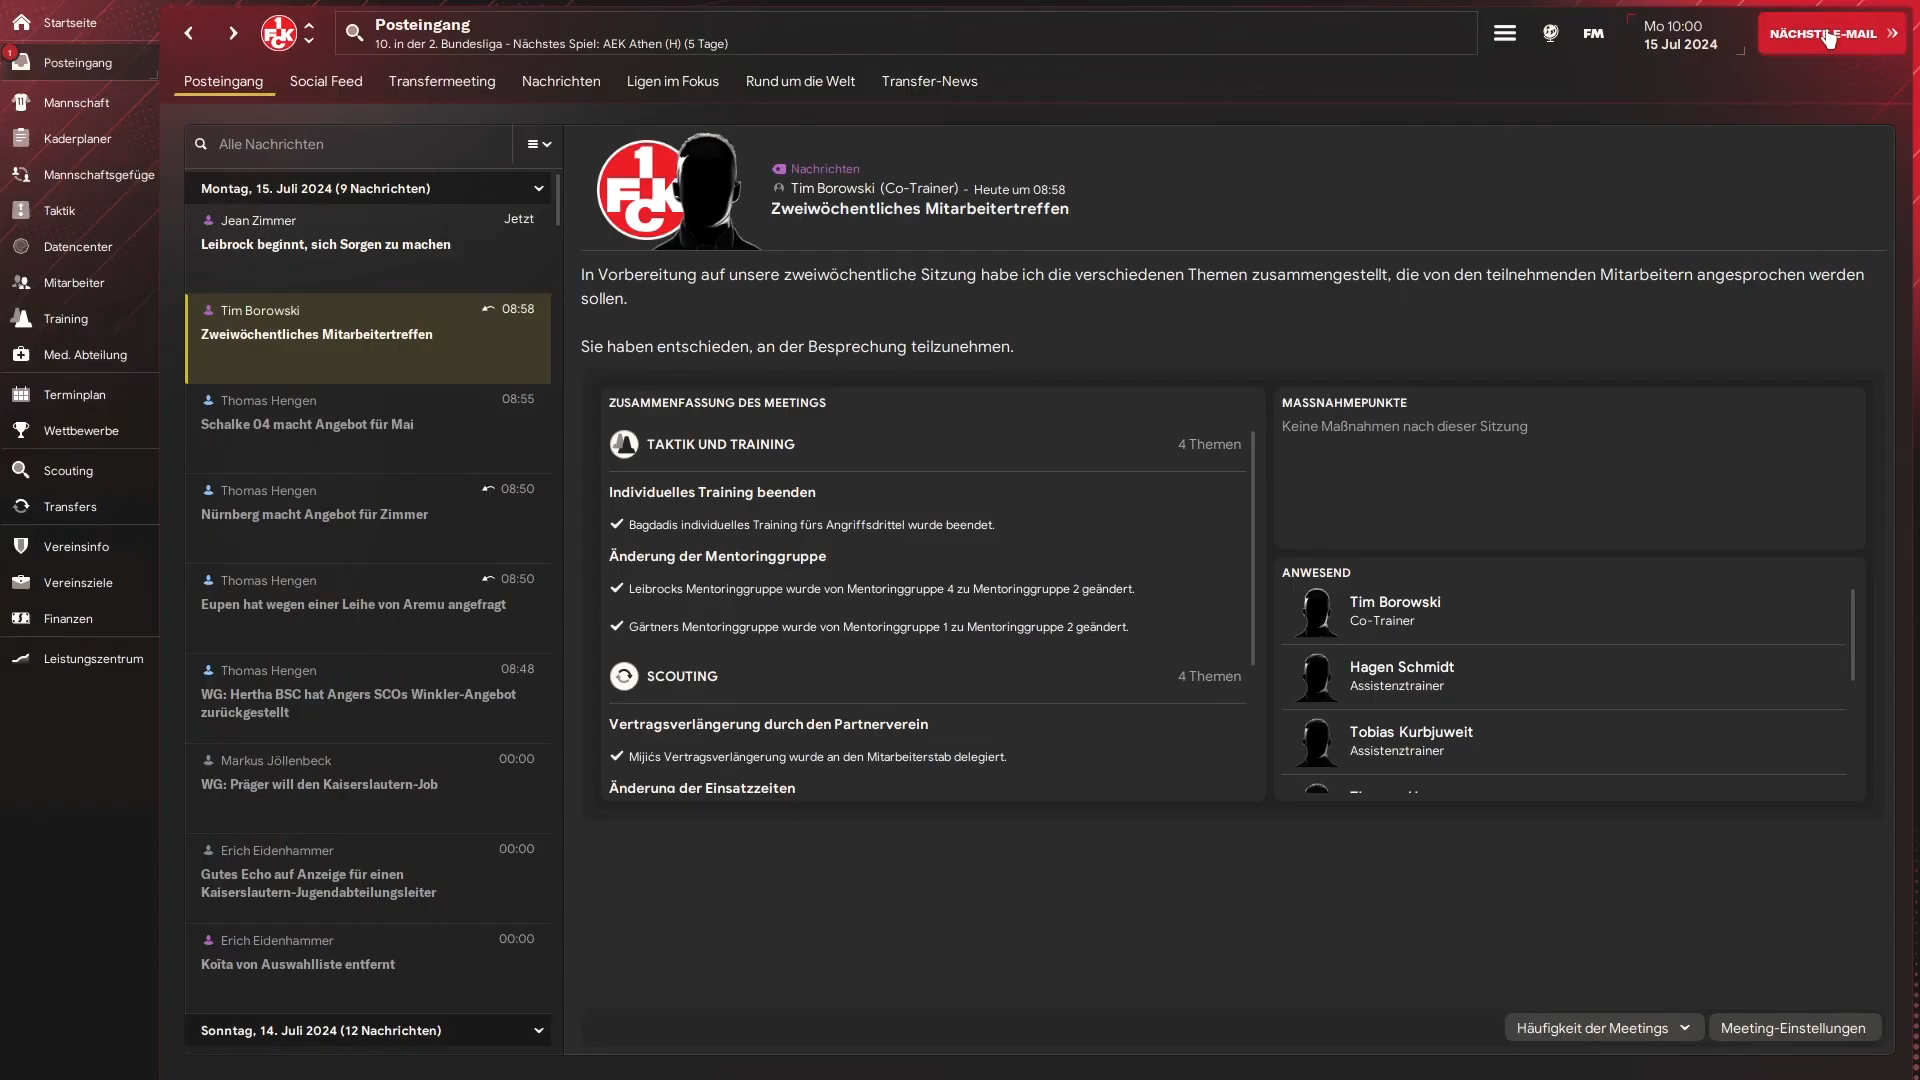 Startseite
1
Posteingang
Mannschaft
Kaderplaner
Mannschaftsgefüge
Taktik
Datencenter
Mitarbeiter
Training
Med. Abteilung
Terminplan
Wettbewerbe
Scouting
Transfers
Vereinsinfo
Vereinsziele
Finanzen
Leistungszentrum
1 FCK
Posteingang
10. in der 2. Bundesliga - Nächstes Spiel: AEK Athen (H) (5 Tage)
FM
Mo 10:00
15 Jul 2024
NÄCHSTE E-MAIL
Posteingang Social Feed Transfermeeting Nachrichten Ligen im Fokus Rund um die Welt Transfer-News
Alle Nachrichten
Montag, 15. Juli 2024 (9 Nachrichten)
Jean Zimmer Jetzt
Leibrock beginnt, sich Sorgen zu machen
Tim Borowski 08:58
Zweiwöchentliches Mitarbeitertreffen
Thomas Hengen 08:55
Schalke 04 macht Angebot für Mai
Thomas Hengen 08:50
Nürnberg macht Angebot für Zimmer
Thomas Hengen 08:50
Eupen hat wegen einer Leihe von Aremu angefragt
Thomas Hengen 08:48
WG: Hertha BSC hat Angers SCOs Winkler-Angebot
zurückgestellt
Markus Jöllenbeck 00:00
WG: Präger will den Kaiserslautern-Job
Erich Eidenhammer 00:00
Gutes Echo auf Anzeige für einen
Kaiserslautern-Jugendabteilungsleiter
Erich Eidenhammer 00:00
Koïta von Auswahlliste entfernt
Sonntag, 14. Juli 2024 (12 Nachrichten)
1 FCK
Nachrichten
Tim Borowski (Co-Trainer) - Heute um 08:58
Zweiwöchentliches Mitarbeitertreffen
In Vorbereitung auf unsere zweiwöchentliche Sitzung habe ich die verschiedenen Themen zusammengestellt, die von den teilnehmenden Mitarbeitern angesprochen werden
sollen.
Sie haben entschieden, an der Besprechung teilzunehmen.
ZUSAMMENFASSUNG DES MEETINGS
TAKTIK UND TRAINING 4 Themen
Individuelles Training beenden
Bagdadis individuelles Training fürs Angriffsdrittel wurde beendet.
Änderung der Mentoringgruppe
Leibrocks Mentoringgruppe wurde von Mentoringgruppe 4 zu Mentoringgruppe 2 geändert.
Gärtners Mentoringgruppe wurde von Mentoringgruppe 1 zu Mentoringgruppe 2 geändert.
SCOUTING 4 Themen
Vertragsverlängerung durch den Partnerverein
Mijićs Vertragsverlängerung wurde an den Mitarbeiterstab delegiert.
Änderung der Einsatzzeiten
MASSNAHMEPUNKTE
Keine Maßnahmen nach dieser Sitzung
ANWESEND
Tim Borowski
Co-Trainer
Hagen Schmidt
Assistenztrainer
Tobias Kurbjuweit
Assistenztrainer
Häufigkeit der Meetings
Meeting-Einstellungen